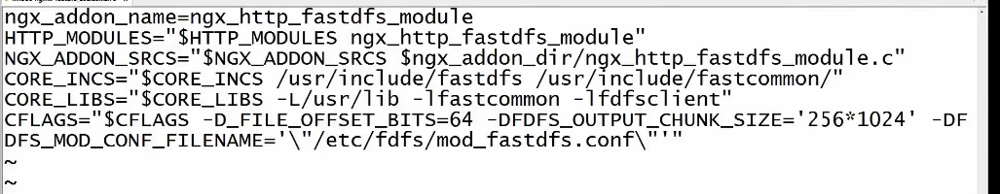 ngx_addon_name=ngx_http_fastdfs_module
HTTP_MODULES="$HTTP_MODULES ngx_http_fastdfs_module"
NGX_ADDON_SRCS="$NGX_ADDON_SRCS $ngx_addon_dir/ngx_http_fastdfs_module.c"
CORE_INCS="$CORE_INCS /usr/include/fastdfs /usr/include/fastcommon/"
CORE_LIBS="$CORE_LIBS -L/usr/lib -lfastcommon -lfdfsclient"
CFLAGS="$CFLAGS -D_FILE_OFFSET_BITS=64 -DFDFS_OUTPUT_CHUNK_SIZE='256*1024' -DF
DFS_MOD_CONF_FILENAME='\"/etc/fdfs/mod_fastdfs.conf\"'"
~
~